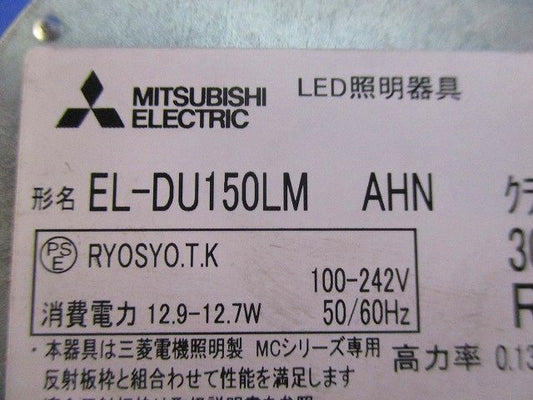 MITSUBISHI
ELECTRIC
LED照明器具
形名 EL-DU150LM AHN
PSE RYOSYO.T.K
100-242V
消費電力 12.9-12.7W 50/60Hz
・本器具は三菱電機照明製 MCシリーズ専用
反射板枠と組合わせて性能を満足します
高力率 0.13